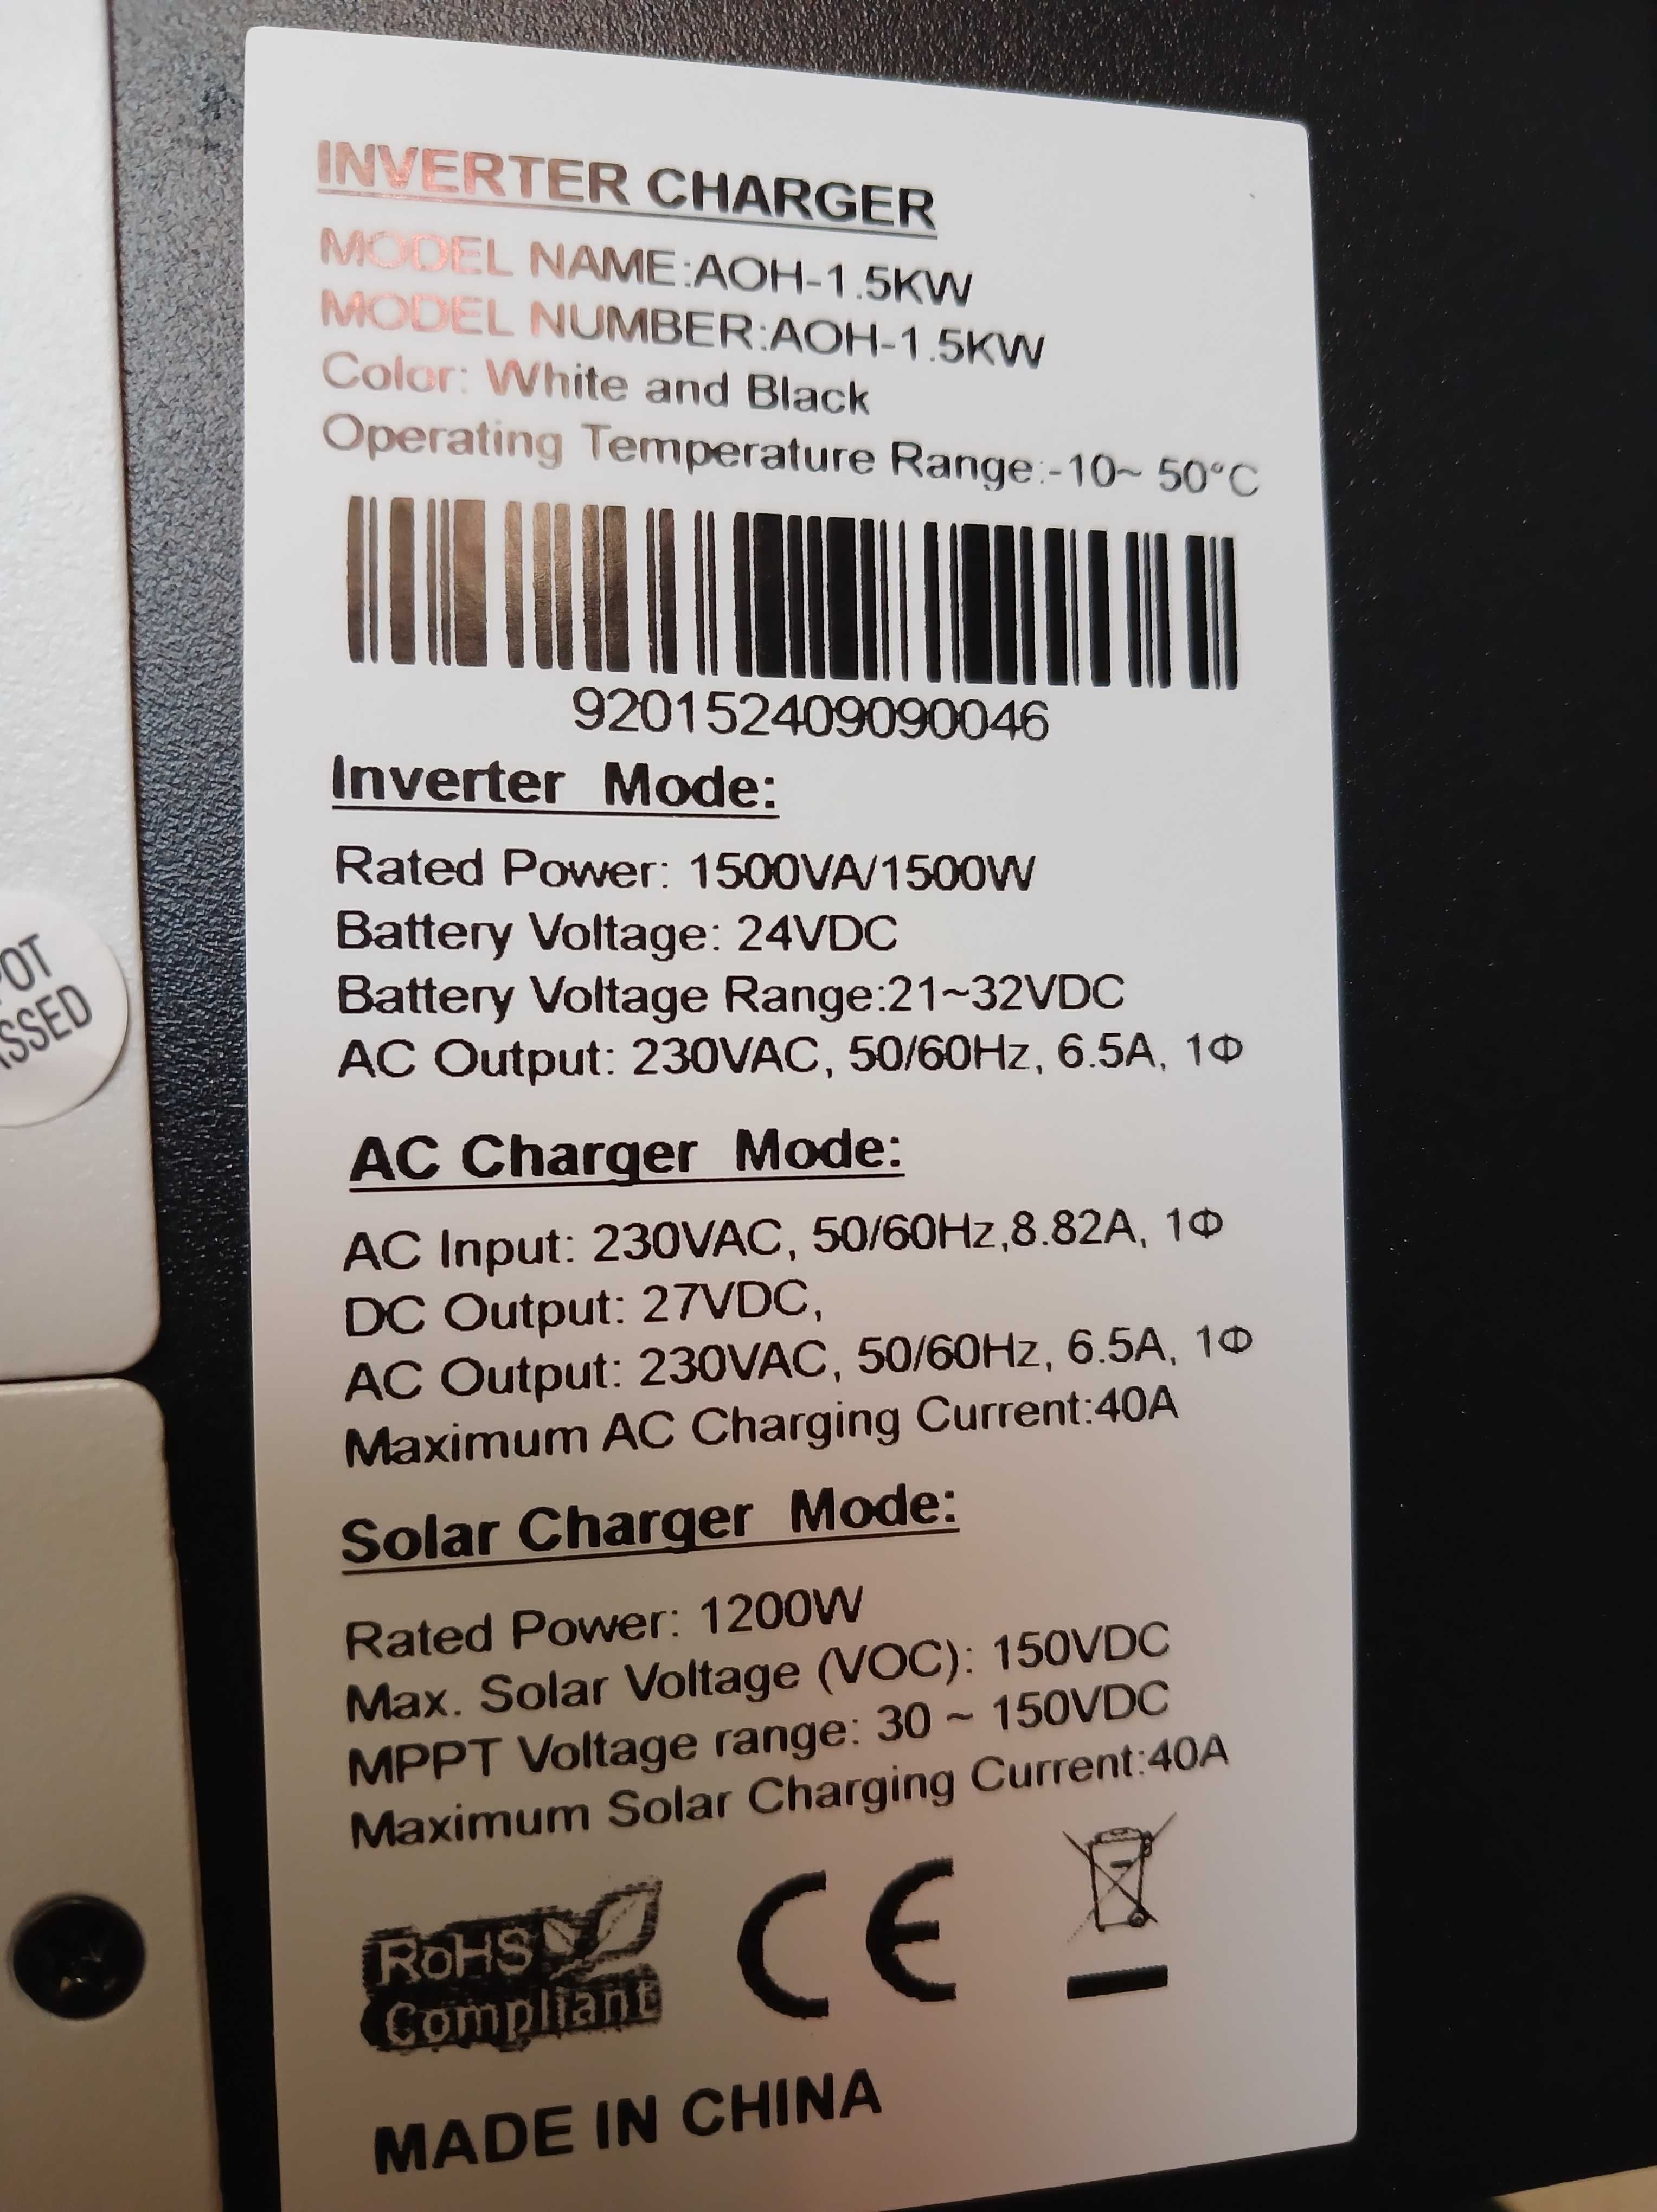 INVERTER CHARGER
MODEL NAME:AOH-1.5KW
MODEL NUMBER:AOH-1.5KW
Color: White and Black
Operating Temperature Range:-10~ 50°C
920152409090046
Inverter Mode:
Rated Power: 1500VA/1500W
Battery Voltage: 24VDC
Battery Voltage Range:21~32VDC
AC Output: 230VAC, 50/60Hz, 6.5A, 1Φ
AC Charger Mode:
AC Input: 230VAC, 50/60Hz,8.82A, 1Φ
DC Output: 27VDC,
AC Output: 230VAC, 50/60Hz, 6.5A, 1Φ
Maximum AC Charging Current:40A
Solar Charger Mode:
Rated Power: 1200W
Max. Solar Voltage (VOC): 150VDC
MPPT Voltage range: 30 ~ 150VDC
Maximum Solar Charging Current:40A
RoHS
Compliant
CE
MADE IN CHINA